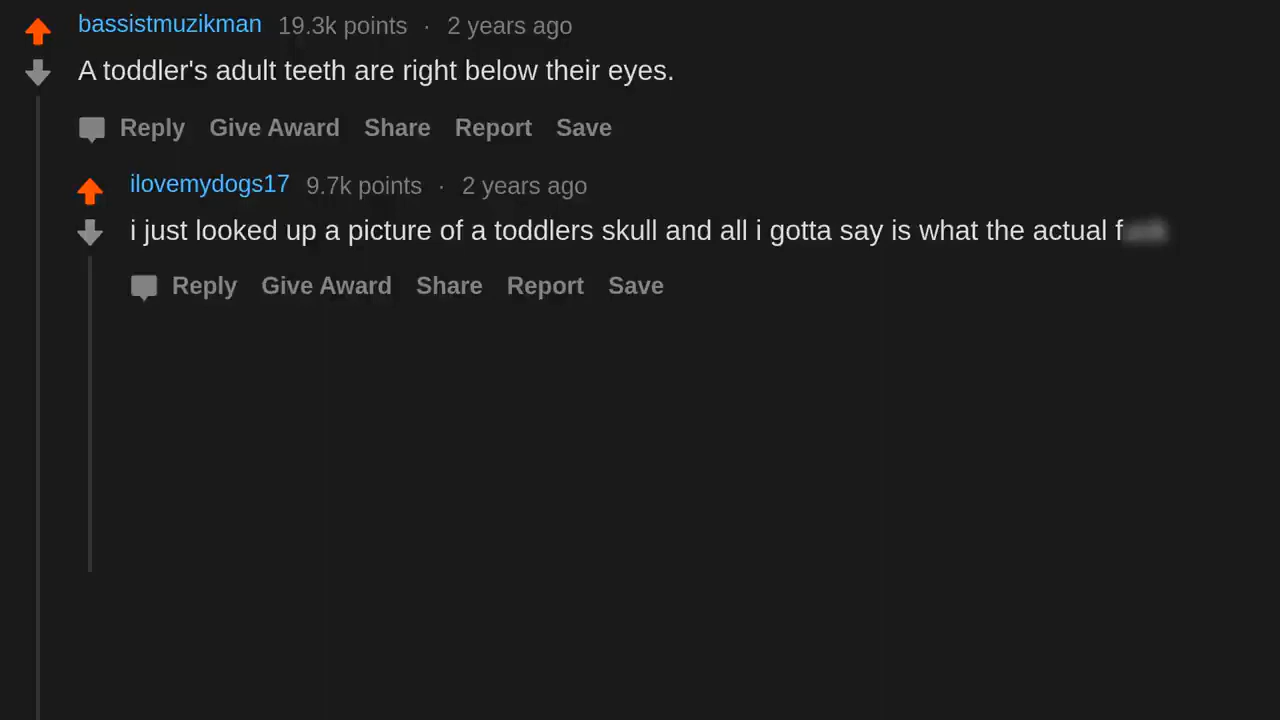 bassistmuzikman 19.3k points · 2 years ago
A toddler's adult teeth are right below their eyes.
Reply Give Award Share Report Save
ilovemydogs17 9.7k points · 2 years ago
i just looked up a picture of a toddlers skull and all i gotta say is what the actual f
Reply Give Award Share Report Save